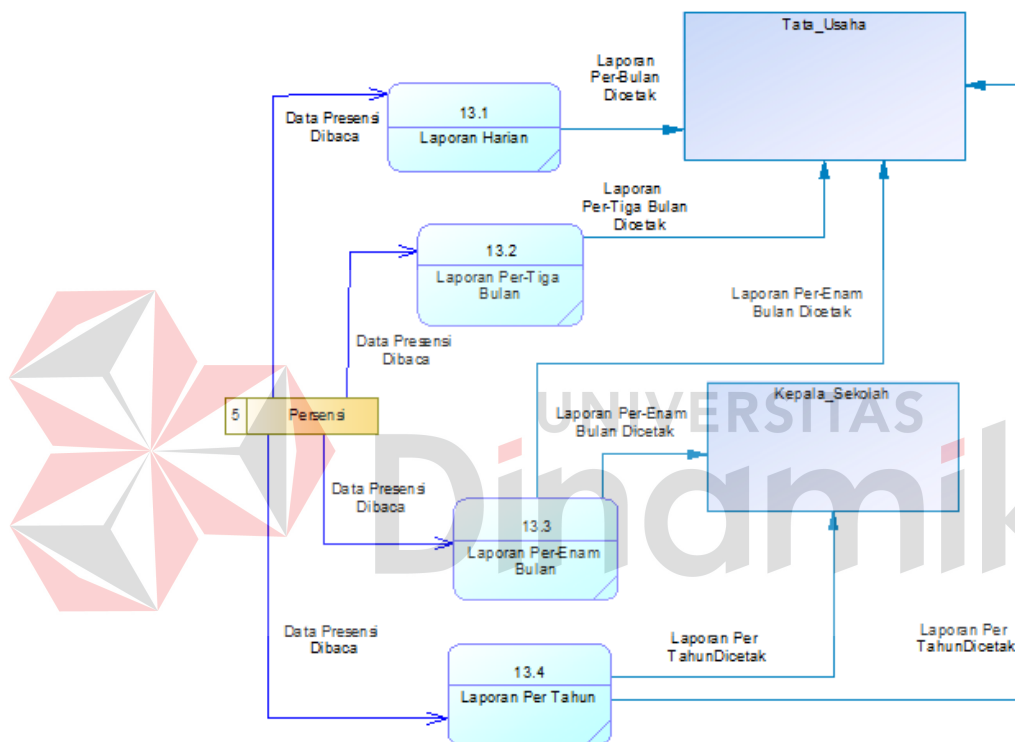 Tata_Usaha
Laporan
Per-Bulan
Dicetak
Data Presensi
Dibaca
13.1
Laporan Harian
Laporan
Per-Tiga Bulan
Dicetak
13.2
Laporan Per-Tiga
Bulan
Laporan Per-Enam
Bulan Dicetak
Data Presensi
Dibaca
Kepala_Sekolah
5
Persensi
UNIVERSITAS
Laporan Per-Enam
Bulan Dicetak
Dinamik
Data Presensi
Dibaca
13.3
Laporan Per-Enam
Bulan
Data Presensi
Dibaca
Laporan Per
TahunDicetak
Laporan Per
TahunDicetak
13.4
Laporan Per Tahun